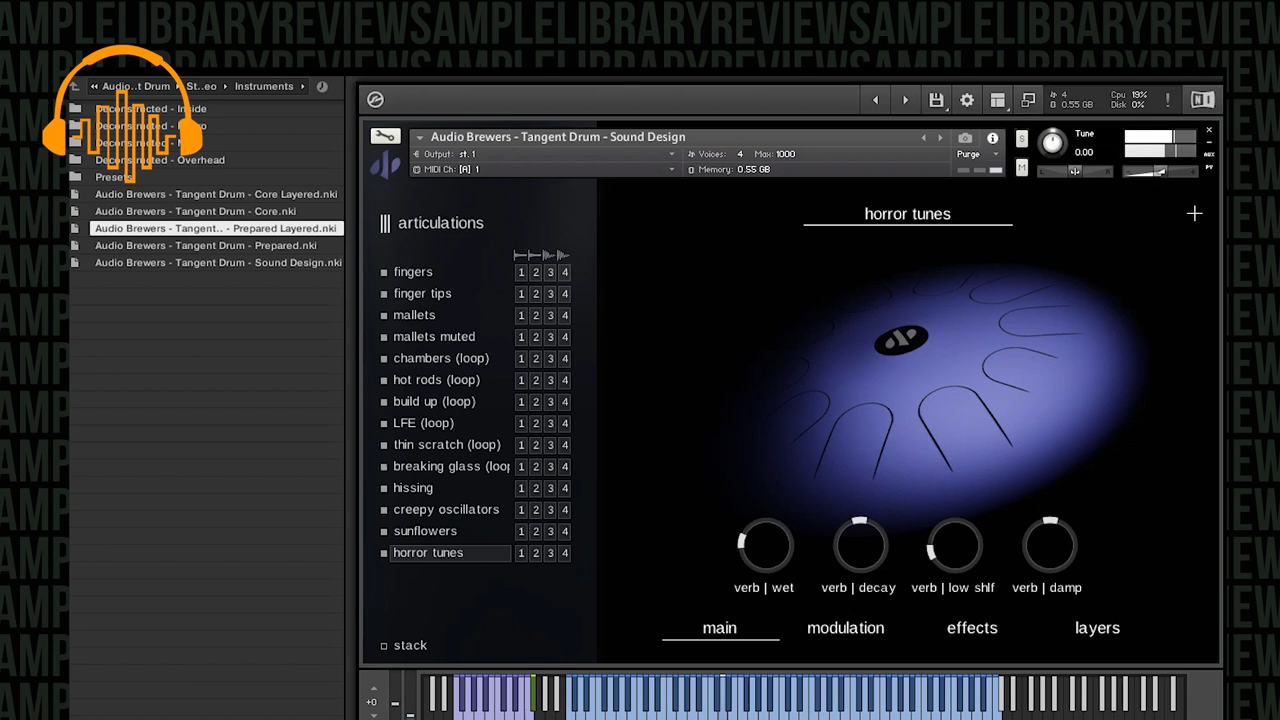 SAMPLELIBRARYREVIEWS
Audio..t Drum
St..eo
Instruments
Deconstructed - Inside
Deconstructed - Overhead
Audio Brewers - Tangent Drum - Core Layered.nki
Audio Brewers - Tangent Drum - Core.nki
Audio Brewers - Tangent.. - Prepared Layered.nki
Audio Brewers - Tangent Drum - Prepared.nki
Audio Brewers - Tangent Drum - Sound Design.nki
4
0.55 GB
Cpu 19%
Disk 0%
!
NI
Audio Brewers - Tangent Drum - Sound Design
Output: st. 1
Voices: 4 Max: 1000
Purge
MIDI Ch: [A] 1
Memory: 0.55 GB
S
M
Tune
0.00
AUX
PV
articulations
fingers 1 2 3 4
finger tips 1 2 3 4
mallets 1 2 3 4
mallets muted 1 2 3 4
chambers (loop) 1 2 3 4
hot rods (loop) 1 2 3 4
build up (loop) 1 2 3 4
LFE (loop) 1 2 3 4
thin scratch (loop) 1 2 3 4
breaking glass (loop 1 2 3 4
hissing 1 2 3 4
creepy oscillators 1 2 3 4
sunflowers 1 2 3 4
horror tunes 1 2 3 4
stack
horror tunes
verb | wet
verb | decay
verb | low shlf
verb | damp
main
modulation
effects
layers
+0